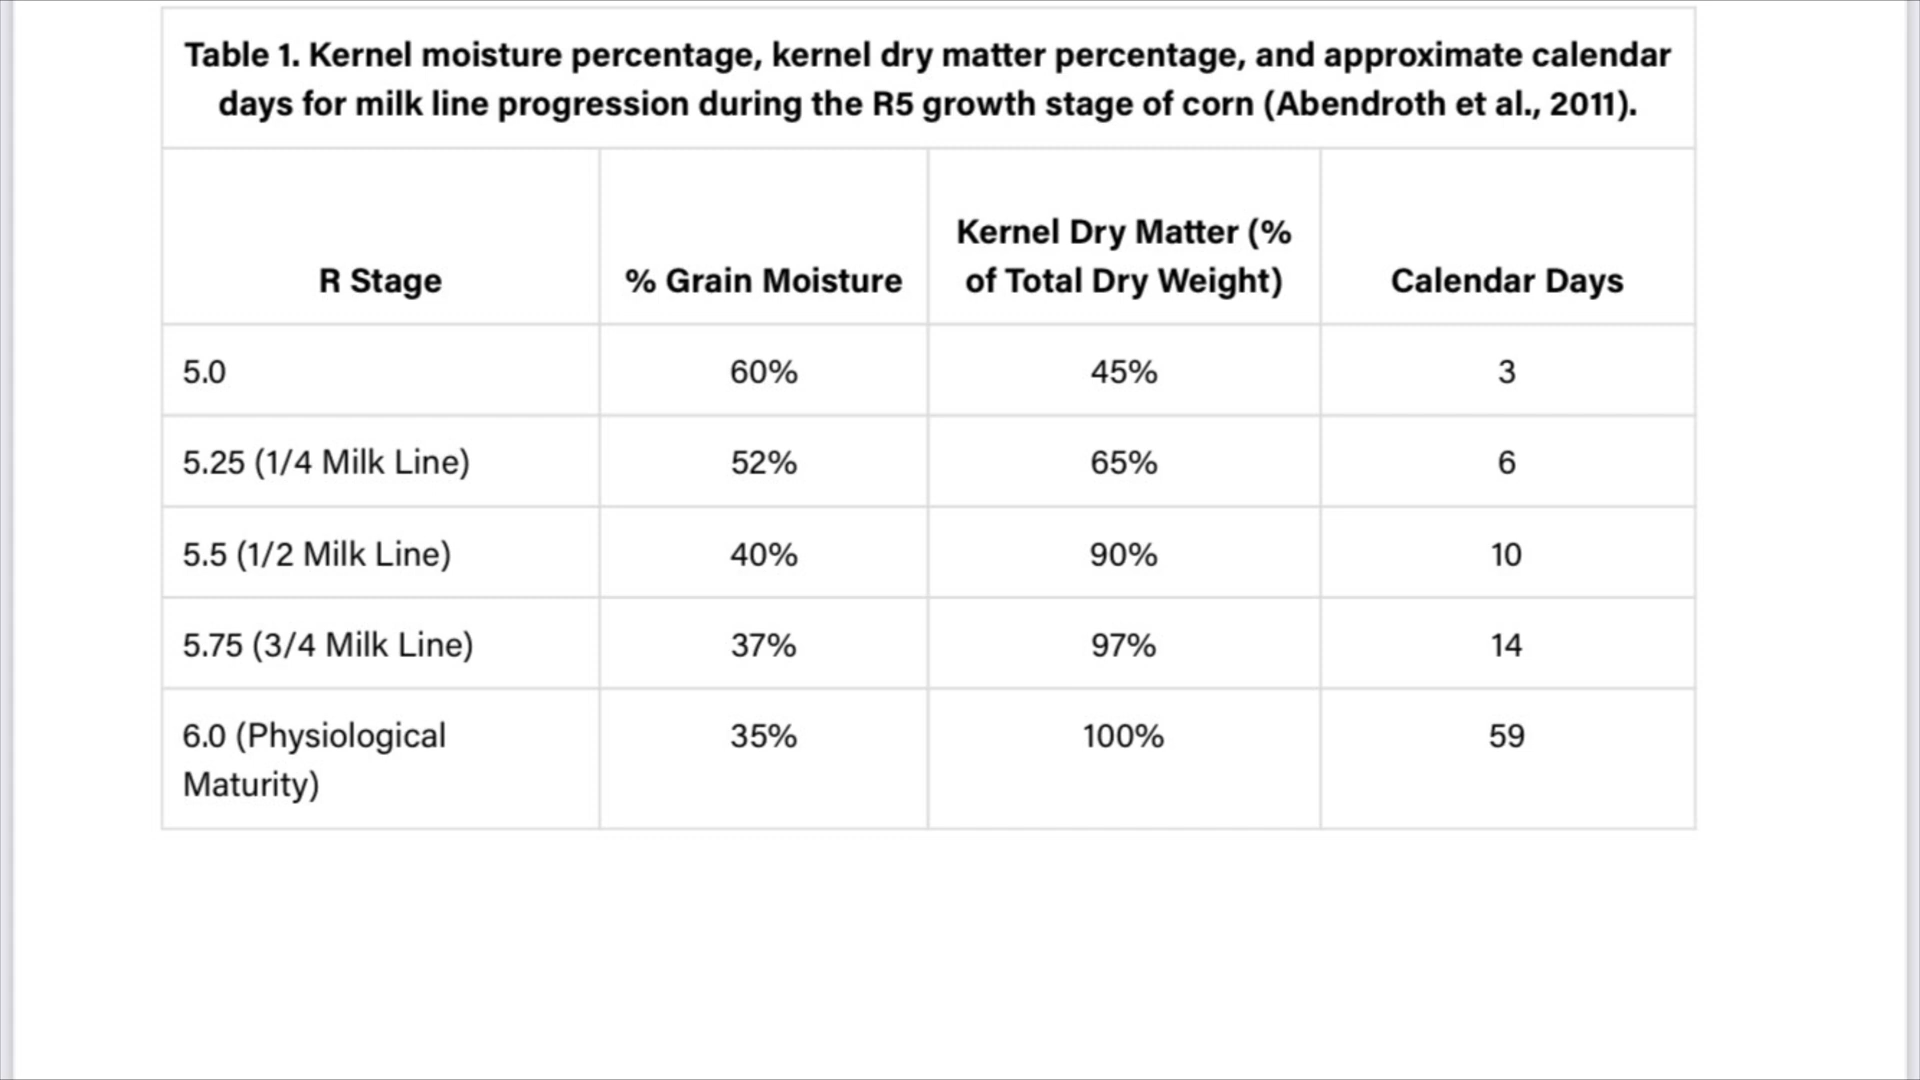 Table 1. Kernel moisture percentage, kernel dry matter percentage, and approximate calendar
days for milk line progression during the R5 growth stage of corn (Abendroth et al., 2011).
R Stage % Grain Moisture Kernel Dry Matter (%
of Total Dry Weight) Calendar Days
5.0 60% 45% 3
5.25 (1/4 Milk Line) 52% 65% 6
5.5 (1/2 Milk Line) 40% 90% 10
5.75 (3/4 Milk Line) 37% 97% 14
6.0 (Physiological
Maturity) 35% 100% 59